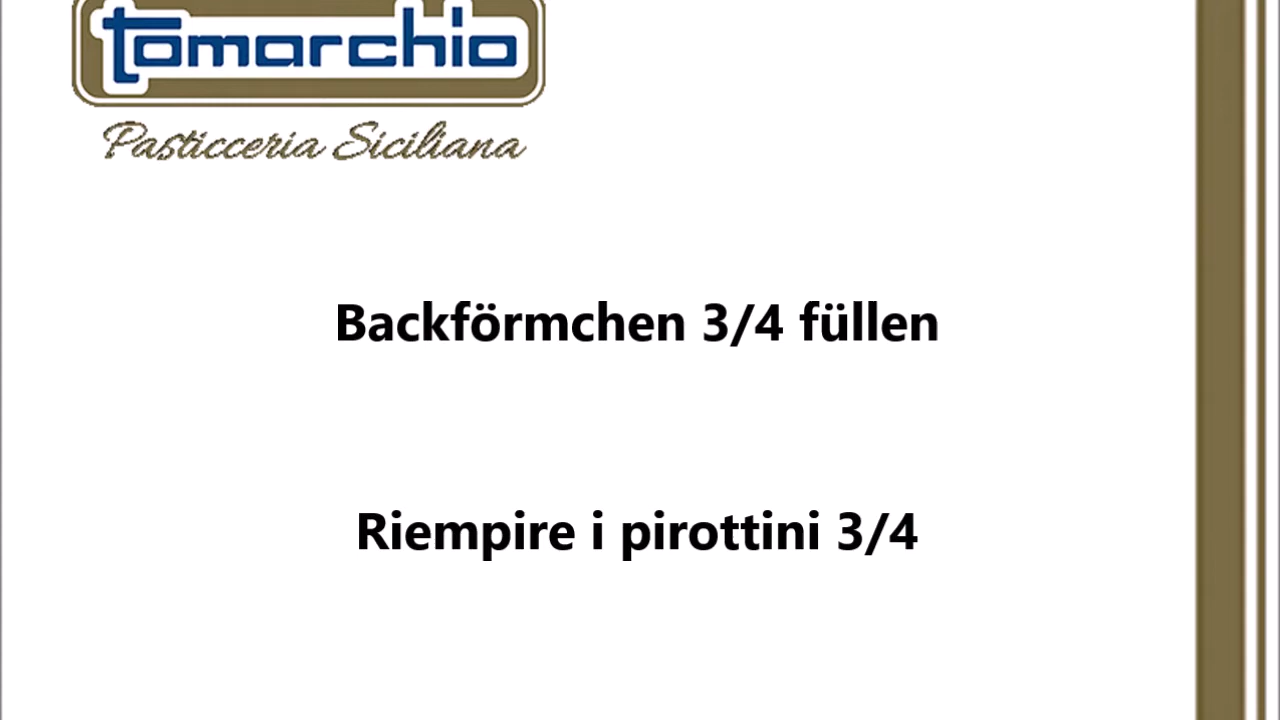 tomarchio
Pasticceria Siciliana
Backförmchen 3/4 füllen
Riempire i pirottini 3/4